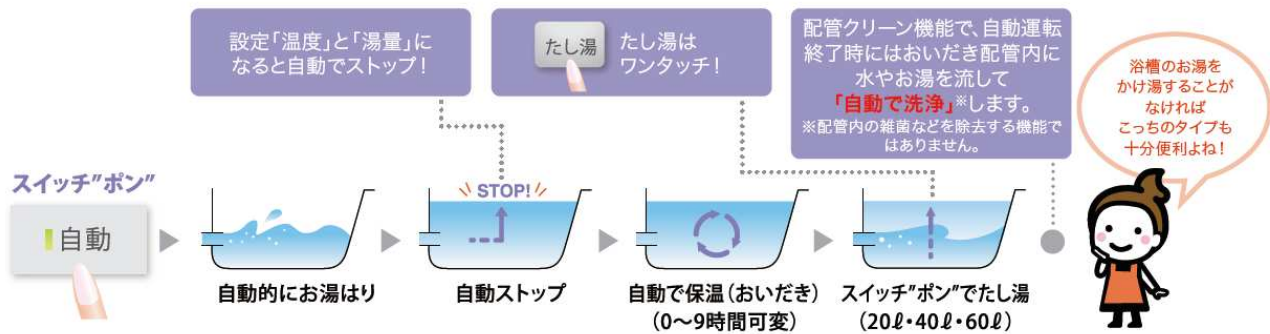 設定「温度」と「湯量」に
なると自動でストップ!
たし湯
たし湯は
ワンタッチ!
配管クリーン機能で、自動運転
終了時にはおいだき配管内に
水やお湯を流して
「自動で洗浄」※します。
※配管内の雑菌などを除去する機能で
はありません。
浴槽のお湯を
かけ湯することが
なければ
こっちのタイプも
十分便利よね!
スイッチ"ポン"
自動
STOP!
自動的にお湯はり
自動ストップ
自動で保温(おいだき)
(0〜9時間可変)
スイッチ"ポン"でたし湯
(20ℓ・40ℓ・60ℓ)